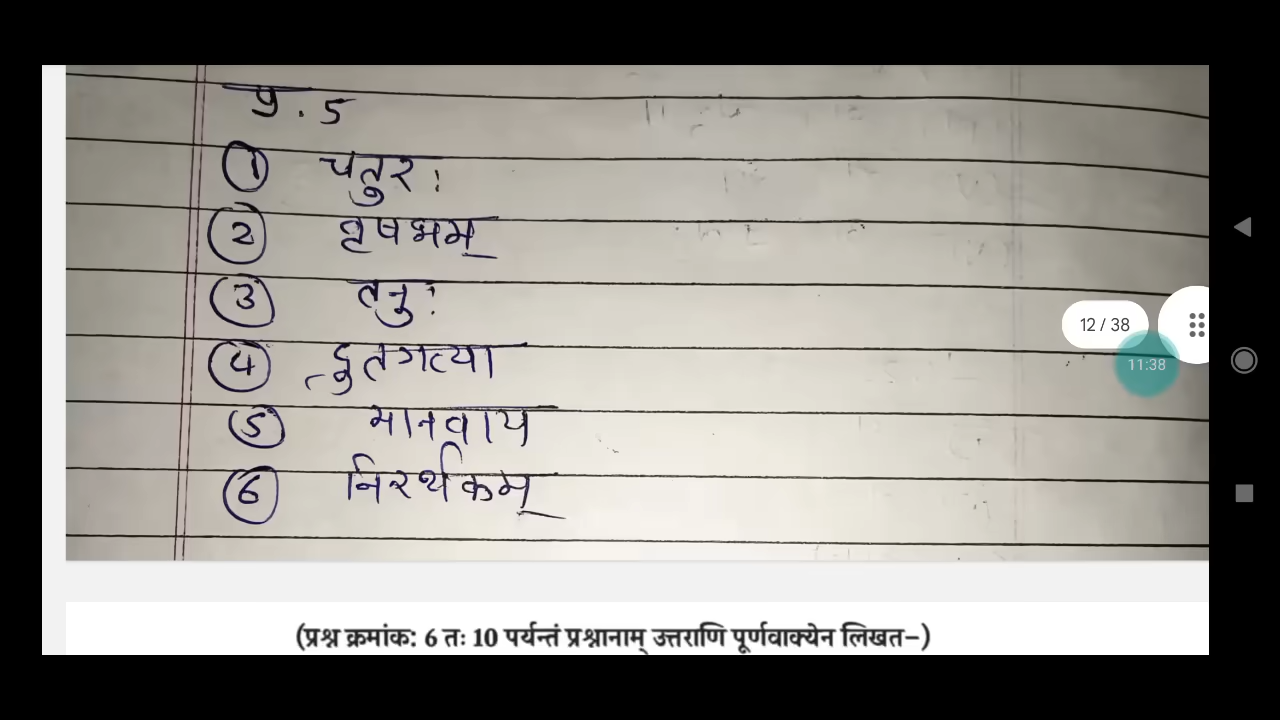 प्र. 5
1 चतुरः
2 वृषभम्
3 तनुः
4 द्रुतगत्या
5 मानवाय
6 निरर्थकम्
12 / 38
11:38
(प्रश्न क्रमांक: 6 तः 10 पर्यन्तं प्रश्नानाम् उत्तराणि पूर्णवाक्येन लिखत-)